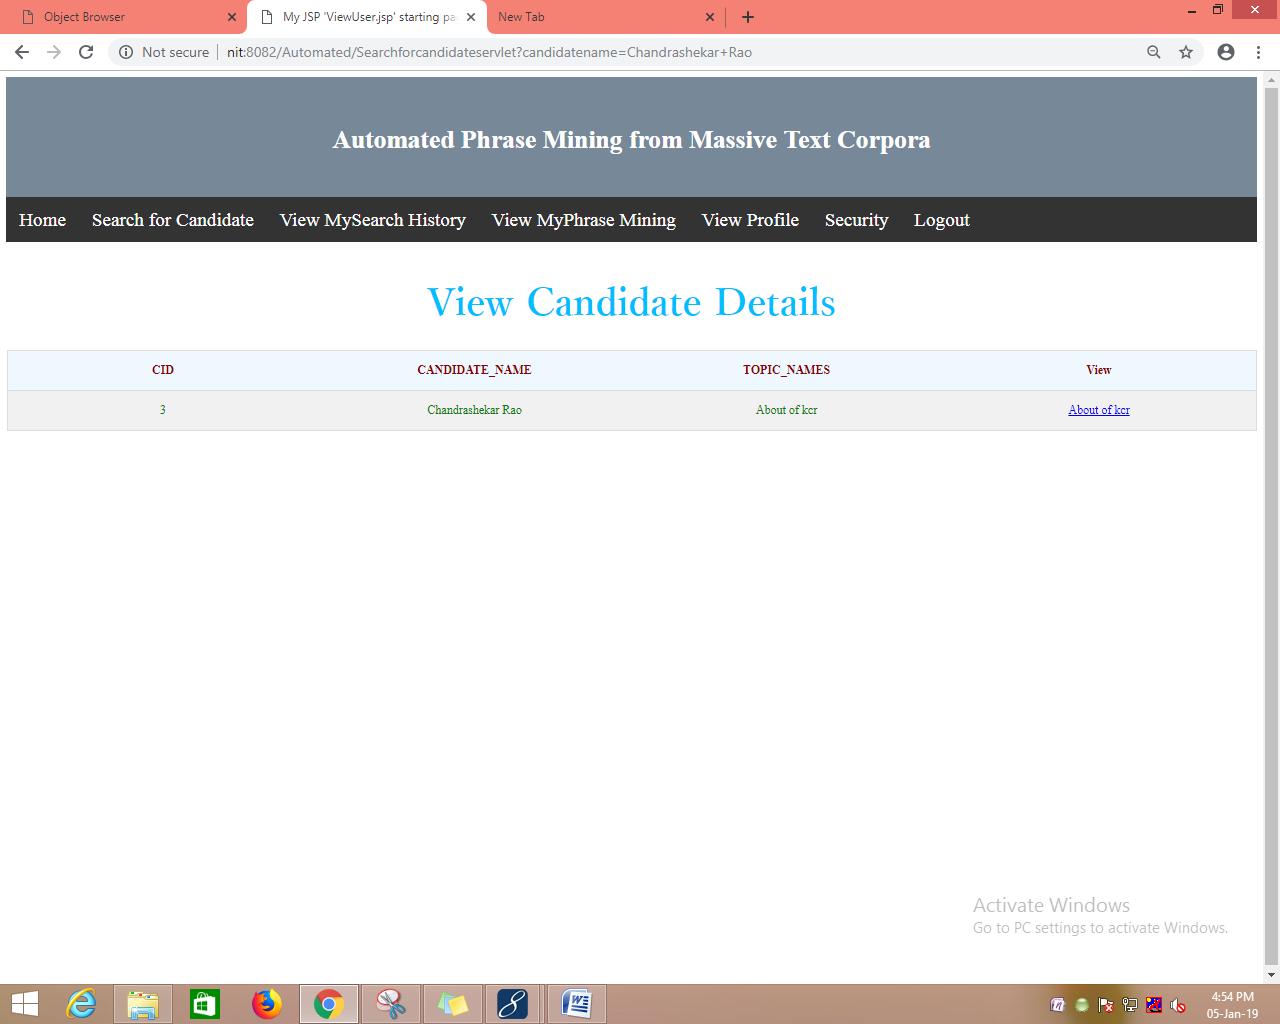 Object Browser
My JSP 'ViewUser.jsp' starting pa
New Tab
Not secure
nit:8082/Automated/Searchforcandidateservlet?candidatename=Chandrashekar+Rao
Automated Phrase Mining from Massive Text Corpora
Home Search for Candidate View MySearch History View MyPhrase Mining View Profile Security Logout
View Candidate Details
CID CANDIDATE_NAME TOPIC_NAMES View
3 Chandrashekar Rao About of kcr About of kcr
Activate Windows
Go to PC settings to activate Windows.
4:54 PM
05-Jan-19